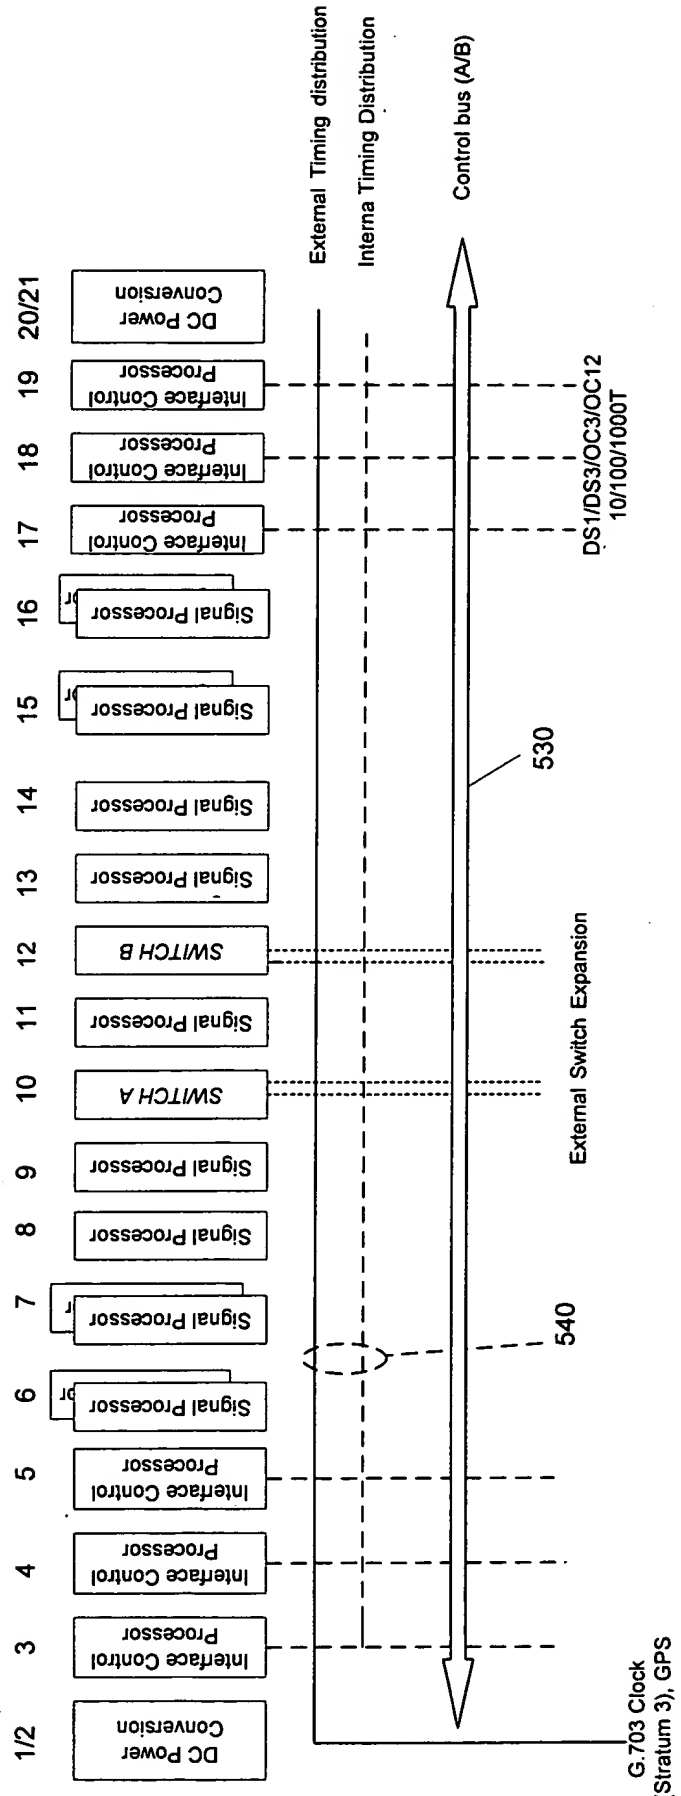 1/2
3
4
5
6
7
8
9
10
11
12
13
14
15
16
17
18
19
20/21
DC Power
Conversion
Interface Control
Processor
Interface Control
Processor
Interface Control
Processor
Signal Processor
or
Signal Processor
r
Signal Processor
Signal Processor
SWITCH A
Signal Processor
SWITCH B
Signal Processor
Signal Processor
Signal Processor
or
Signal Processor
or
Interface Control
Processor
Interface Control
Processor
Interface Control
Processor
DC Power
Conversion
External Timing distribution
Interna Timing Distribution
Control bus (A/B)
540
530
External Switch Expansion
DS1/DS3/OC3/OC12
10/100/1000T
G.703 Clock
(Stratum 3), GPS